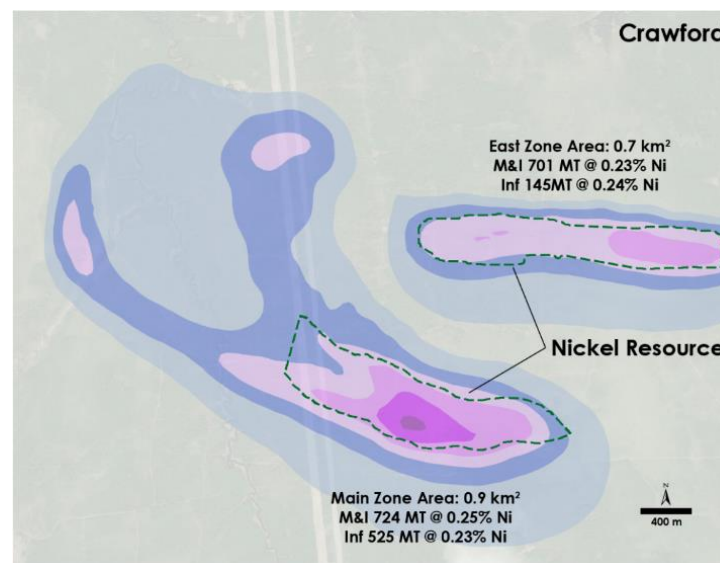 Crawford
East Zone Area: 0.7 km²
M&I 701 MT @ 0.23% Ni
Inf 145MT @ 0.24% Ni
Nickel Resource
Main Zone Area: 0.9 km²
M&I 724 MT @ 0.25% Ni
Inf 525 MT @ 0.23% Ni
N
400 m